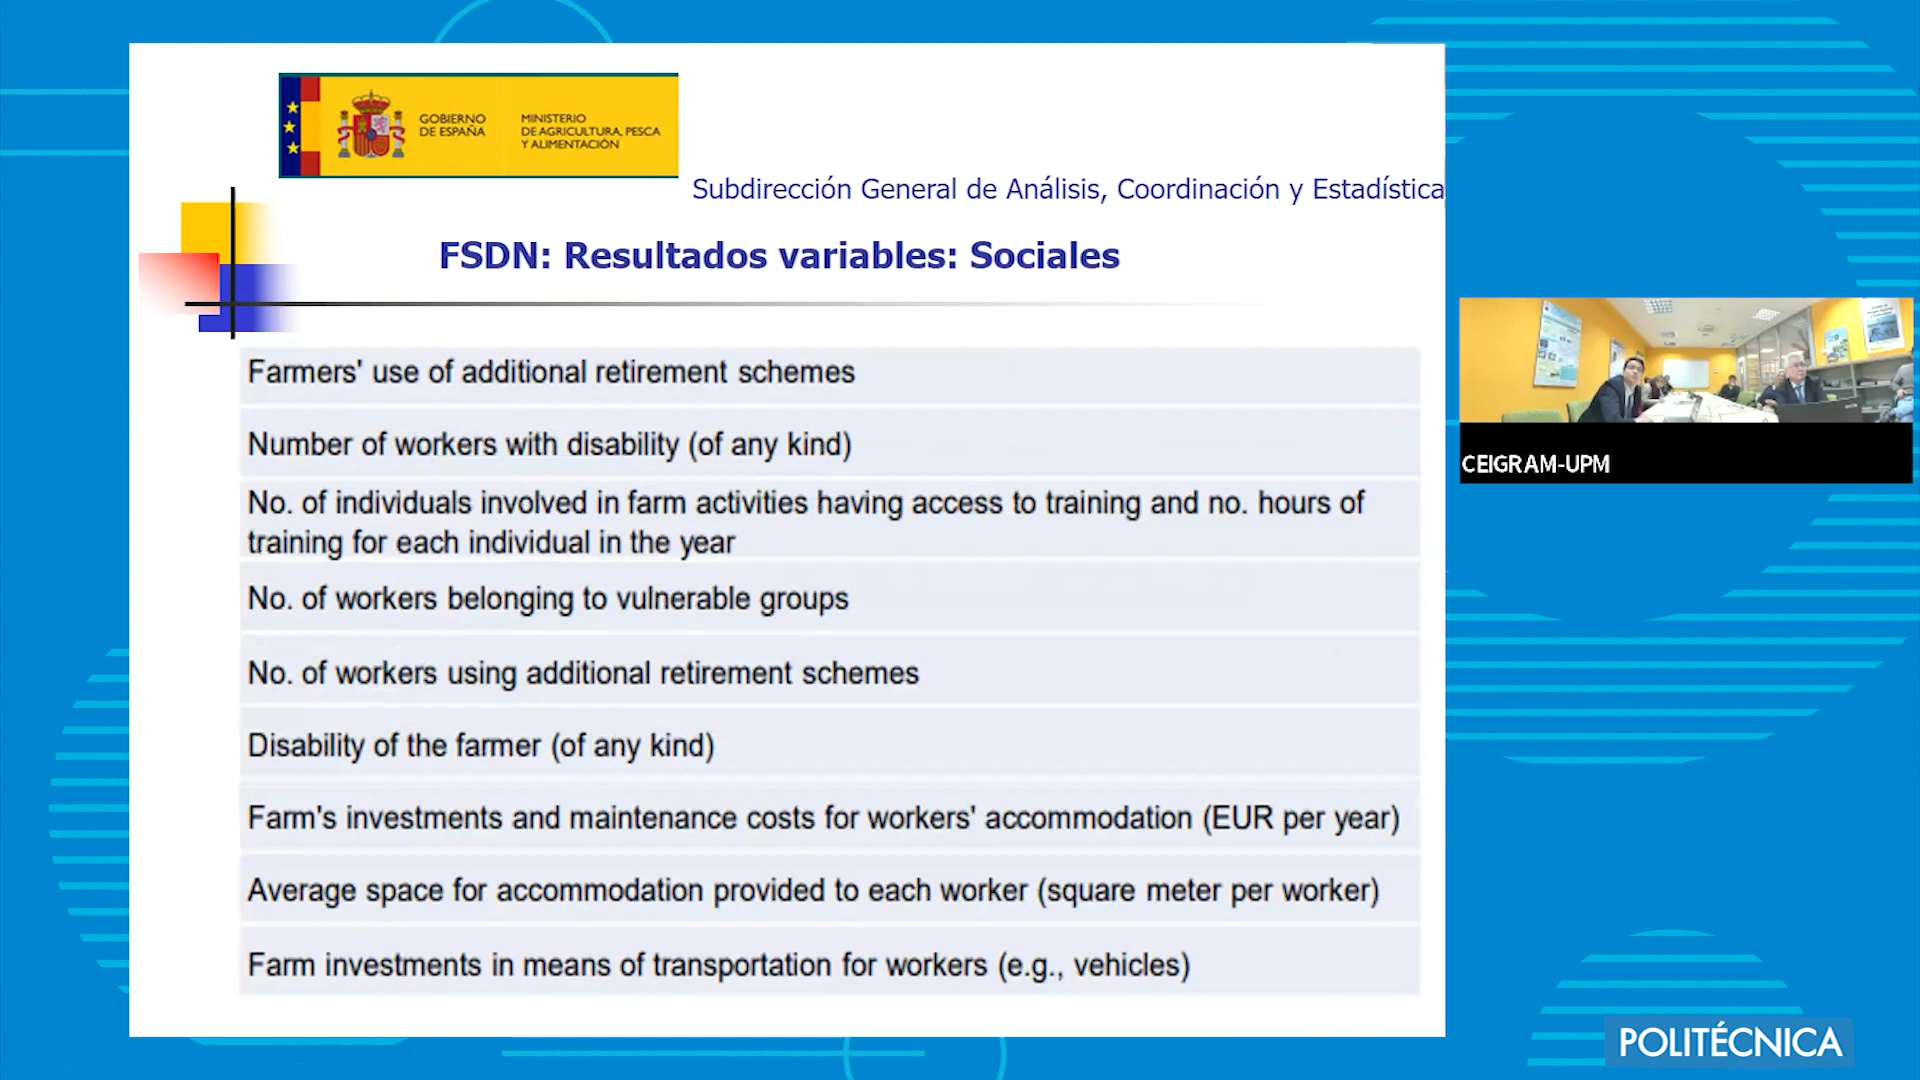 GOBIERNO
DE ESPAÑA
MINISTERIO
DE AGRICULTURA, PESCA
Y ALIMENTACIÓN
Subdirección General de Análisis, Coordinación y Estadística
FSDN: Resultados variables: Sociales
Farmers' use of additional retirement schemes
Number of workers with disability (of any kind)
No. of individuals involved in farm activities having access to training and no. hours of
training for each individual in the year
No. of workers belonging to vulnerable groups
No. of workers using additional retirement schemes
Disability of the farmer (of any kind)
Farm's investments and maintenance costs for workers' accommodation (EUR per year)
Average space for accommodation provided to each worker (square meter per worker)
Farm investments in means of transportation for workers (e.g., vehicles)
CEIGRAM-UPM
POLITÉCNICA